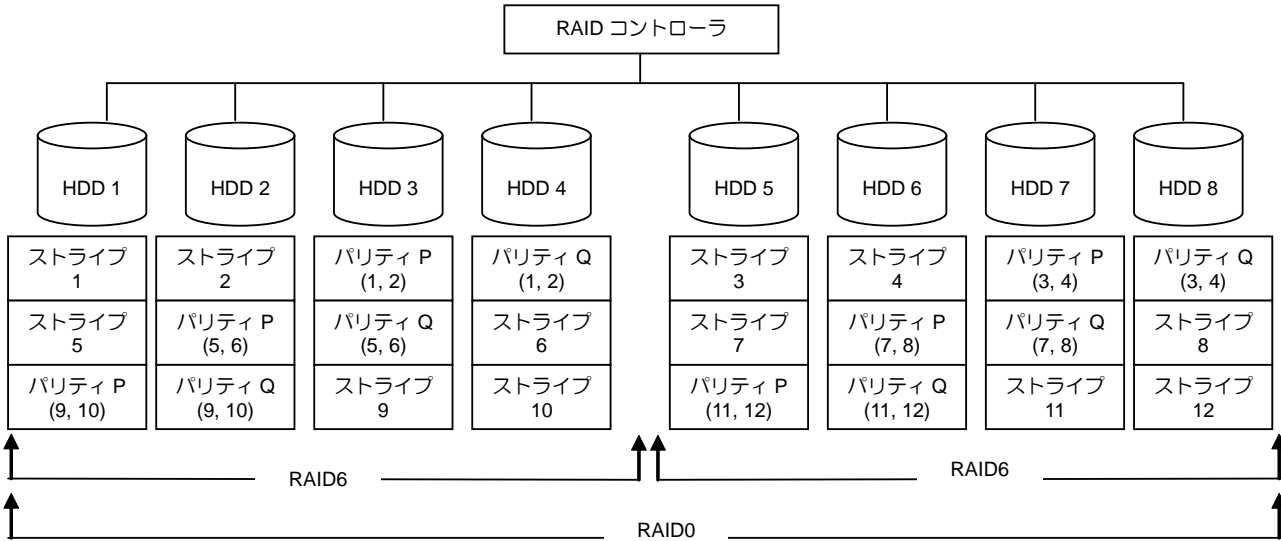 RAID コントローラ
HDD 1
HDD 2
HDD 3
HDD 4
HDD 5
HDD 6
HDD 7
HDD 8
ストライプ
1
ストライプ
2
パリティ P
(1, 2)
パリティ Q
(1, 2)
ストライプ
3
ストライプ
4
パリティ P
(3, 4)
パリティ Q
(3, 4)
ストライプ
5
パリティ P
(5, 6)
パリティ Q
(5, 6)
ストライプ
6
ストライプ
7
パリティ P
(7, 8)
パリティ Q
(7, 8)
ストライプ
8
パリティ P
(9, 10)
パリティ Q
(9, 10)
ストライプ
9
ストライプ
10
パリティ P
(11, 12)
パリティ Q
(11, 12)
ストライプ
11
ストライプ
12
RAID6
RAID6
RAID0